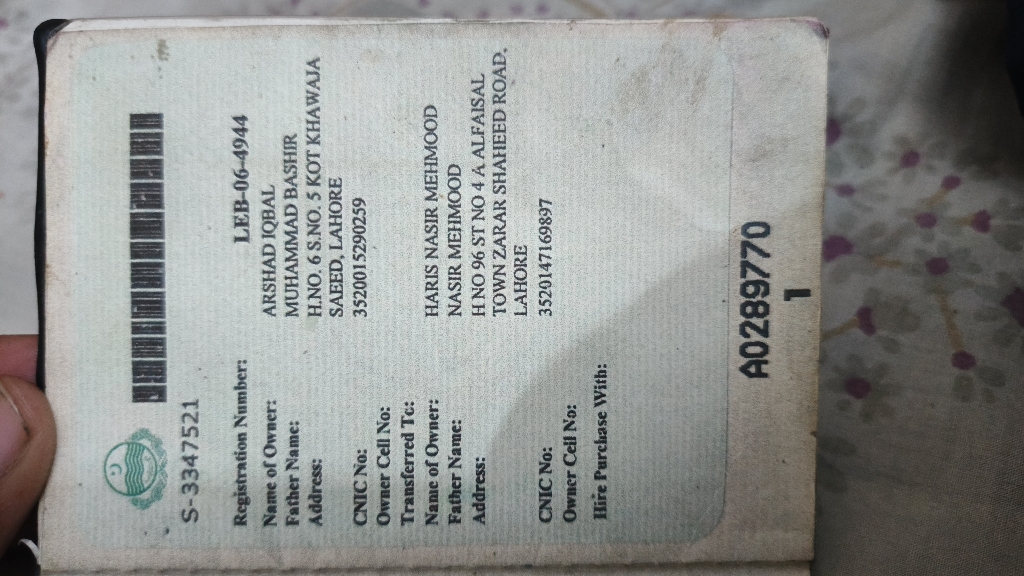 S-3347521
Registration Number: LEB-06-4944
Name of Owner: ARSHAD IQBAL
Father Name: MUHAMMAD BASHIR
Address: H.NO. 6 S.NO. 5 KOT KHAWAJA
SAEED, LAHORE
CNIC No: 3520015290259
Owner Cell No:
Transferred To:
Name of Owner: HARIS NASIR MEHMOOD
Father Name: NASIR MEHMOOD
Address: H NO 96 ST NO 4 A ALFAISAL
TOWN ZARAR SHAHEED ROAD,
LAHORE
CNIC No: 3520147169897
Owner Cell No:
Hire Purchase With:
A0289770
1